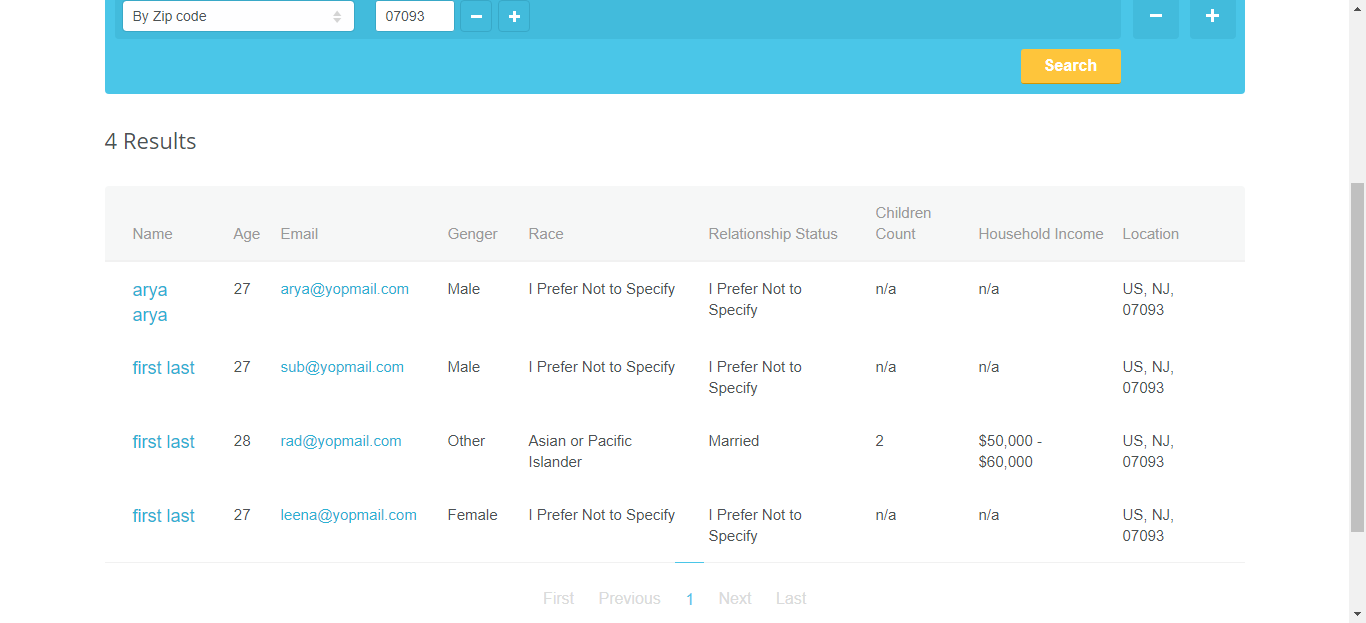 By Zip code 07093 − + − +
Search
4 Results
Children
Name Age Email Genger Race Relationship Status Count Household Income Location
arya 27 arya@yopmail.com Male I Prefer Not to Specify I Prefer Not to n/a n/a US, NJ,
arya Specify 07093
first last 27 sub@yopmail.com Male I Prefer Not to Specify I Prefer Not to n/a n/a US, NJ,
Specify 07093
first last 28 rad@yopmail.com Other Asian or Pacific Married 2 $50,000 - US, NJ,
Islander $60,000 07093
first last 27 leena@yopmail.com Female I Prefer Not to Specify I Prefer Not to n/a n/a US, NJ,
Specify 07093
First Previous 1 Next Last